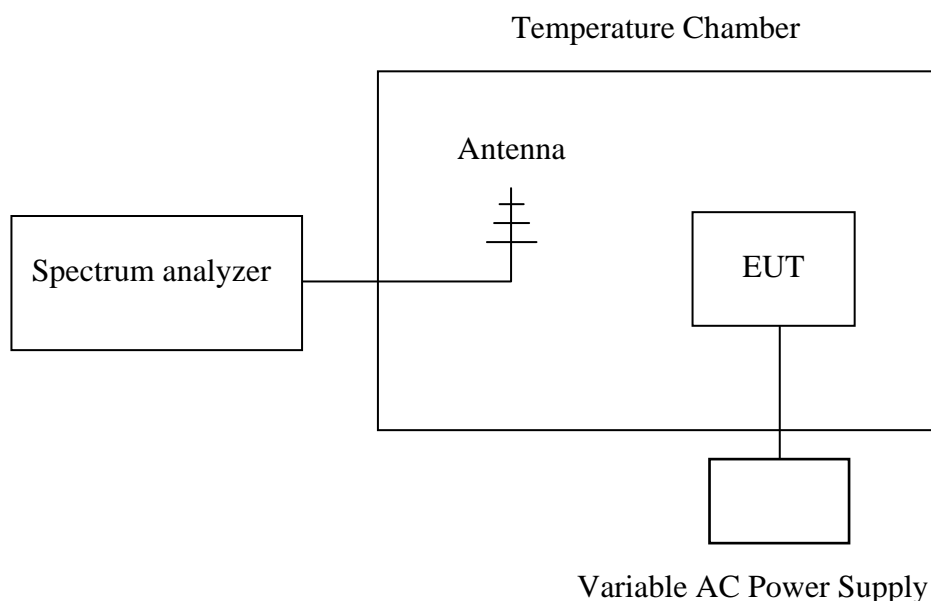 Temperature Chamber
Antenna
Spectrum analyzer
EUT
Variable AC Power Supply